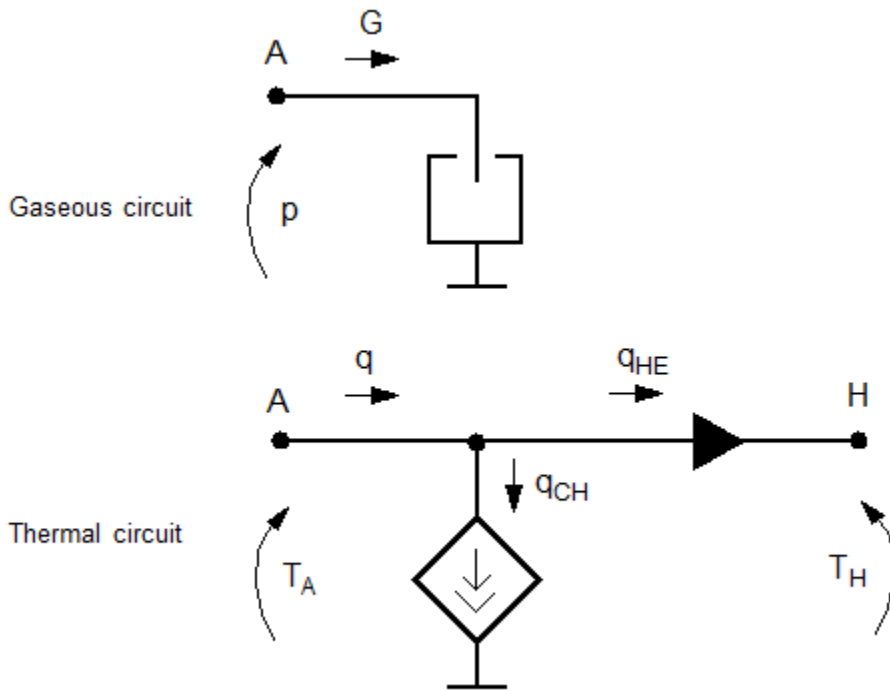 G
A
Gaseous circuit
p
q
q_HE
A
H
q_CH
Thermal circuit
T_A
T_H